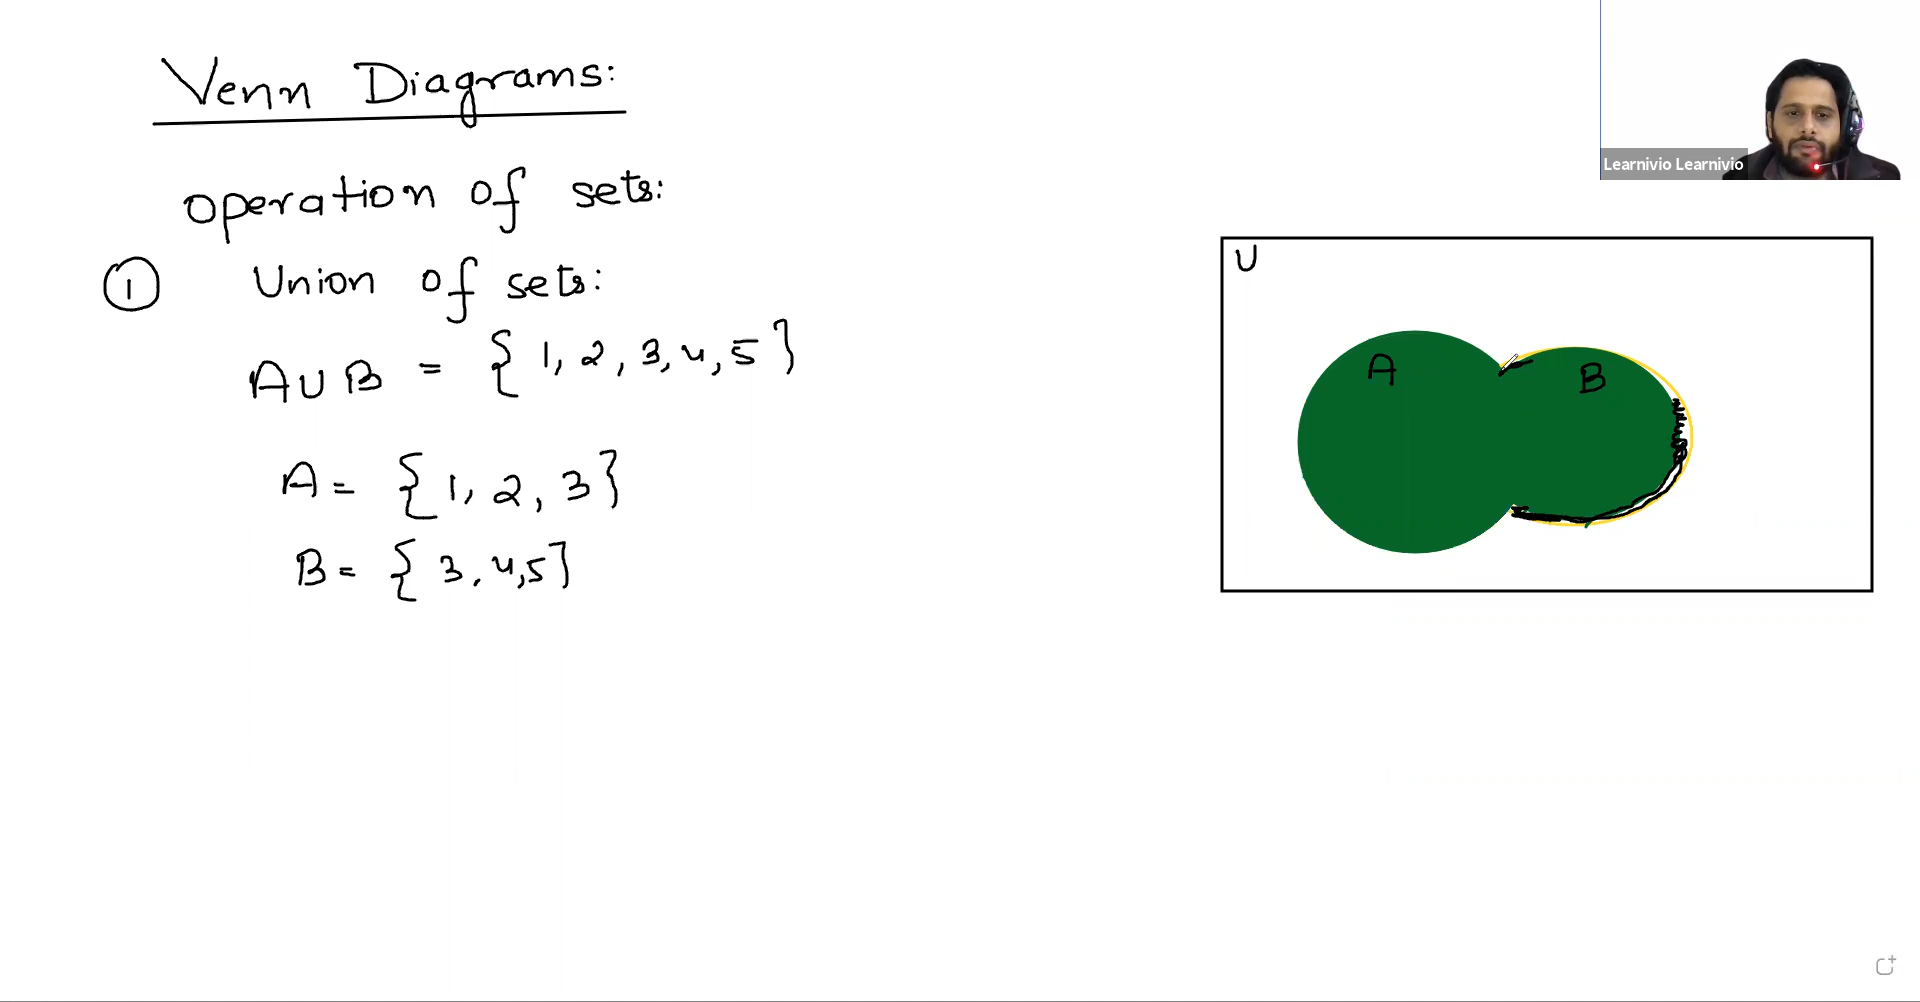 Venn Diagrams:
operation of sets:
① Union of sets:
A∪B = {1, 2, 3, 4, 5}
A = {1, 2, 3}
B = {3, 4, 5}
Learnivio Learnivio
U
A
B